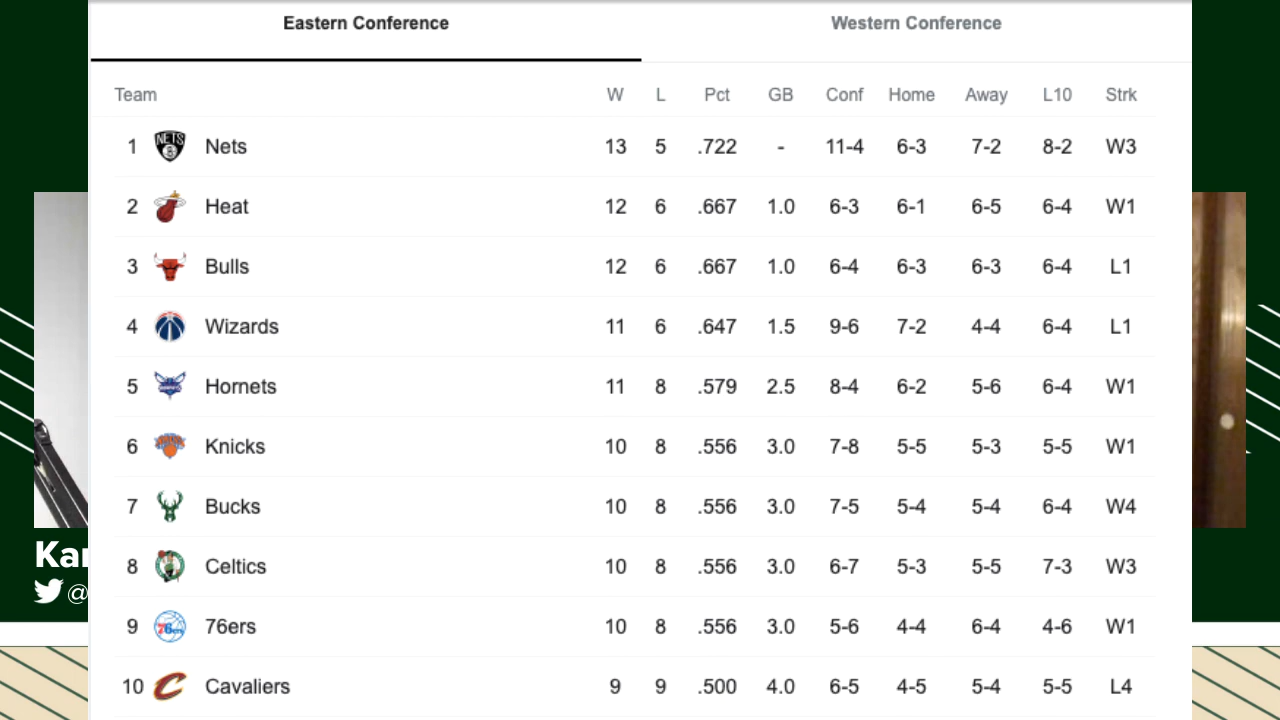 Eastern Conference Western Conference
Team W L Pct GB Conf Home Away L10 Strk
1 NETS B Nets 13 5 .722 - 11-4 6-3 7-2 8-2 W3
2 Heat 12 6 .667 1.0 6-3 6-1 6-5 6-4 W1
3 Bulls 12 6 .667 1.0 6-4 6-3 6-3 6-4 L1
4 Wizards 11 6 .647 1.5 9-6 7-2 4-4 6-4 L1
5 Hornets 11 8 .579 2.5 8-4 6-2 5-6 6-4 W1
6 Knicks 10 8 .556 3.0 7-8 5-5 5-3 5-5 W1
7 Bucks 10 8 .556 3.0 7-5 5-4 5-4 6-4 W4
8 Celtics 10 8 .556 3.0 6-7 5-3 5-5 7-3 W3
9 76ers 76ers 10 8 .556 3.0 5-6 4-4 6-4 4-6 W1
10 C Cavaliers 9 9 .500 4.0 6-5 4-5 5-4 5-5 L4
Kar
@